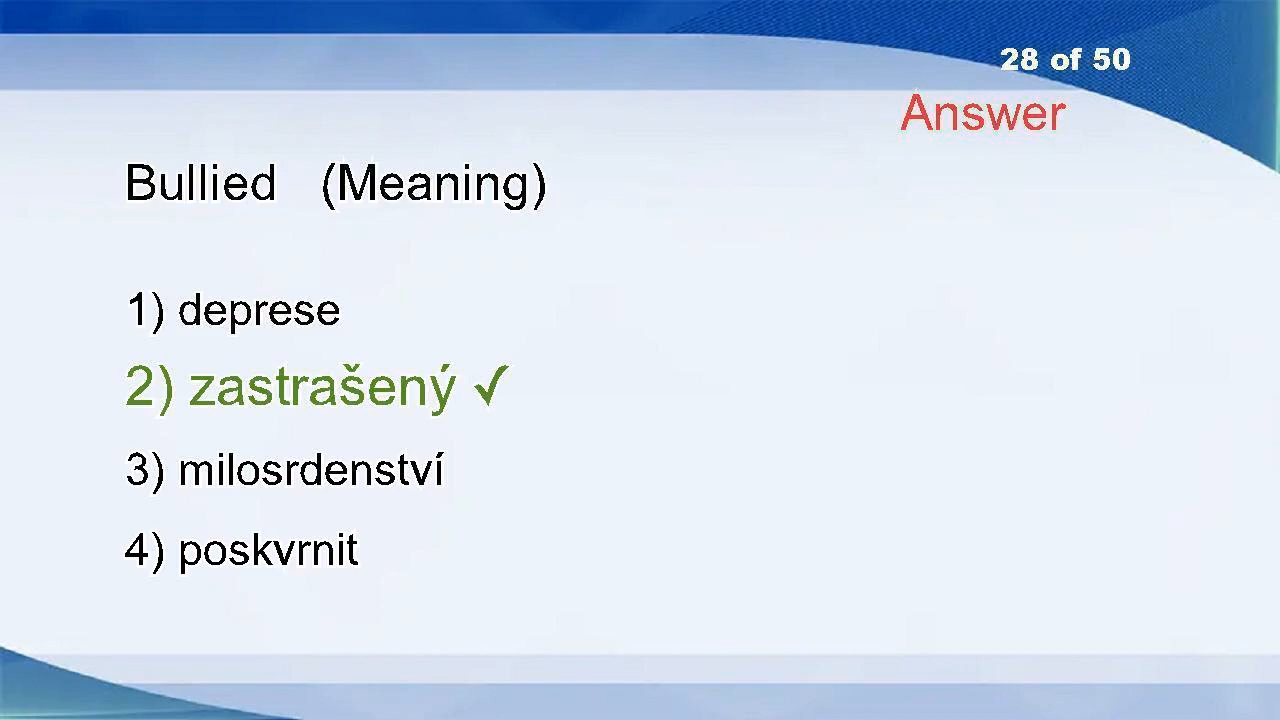 28 of 50
Answer
Bullied (Meaning)
1) deprese
2) zastrašený ✓
3) milosrdenství
4) poskvrnit